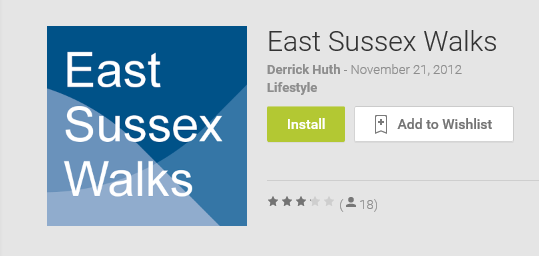 East
Sussex
Walks
East Sussex Walks
Derrick Huth - November 21, 2012
Lifestyle
Install
Add to Wishlist
(18)